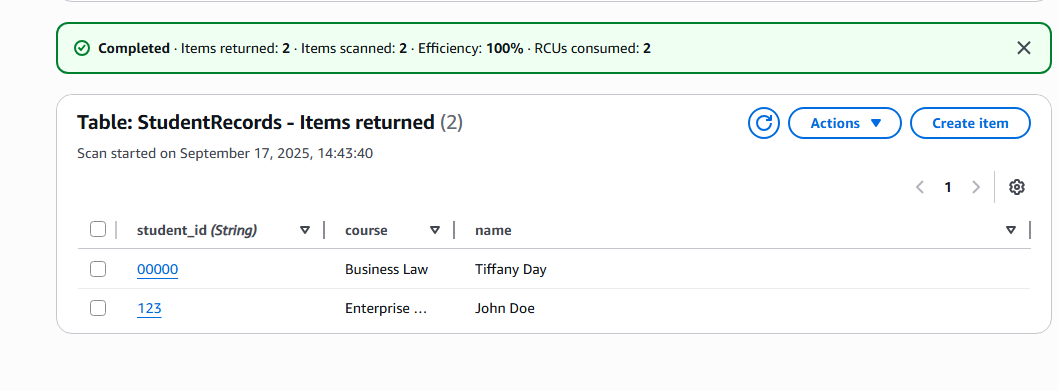 Completed · Items returned: 2 · Items scanned: 2 · Efficiency: 100% · RCUs consumed: 2
Table: StudentRecords - Items returned (2)
Actions
Create item
Scan started on September 17, 2025, 14:43:40
1
student_id (String) course name
00000 Business Law Tiffany Day
123 Enterprise ... John Doe